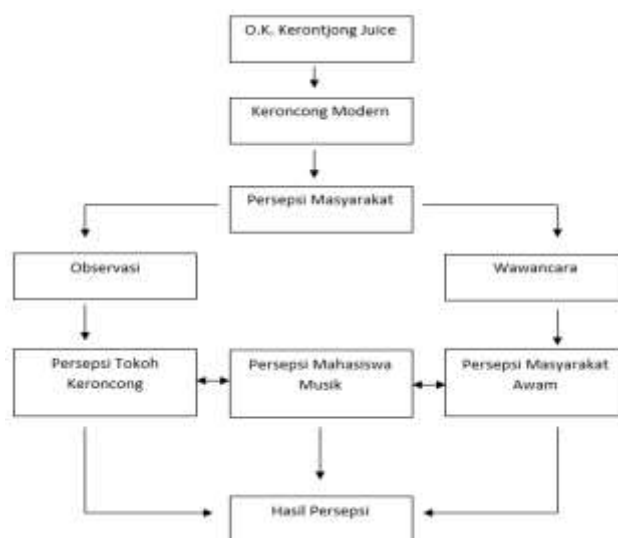 O.K. Kerontjong Juice
Keroncong Modern
Persepsi Masyarakat
Observasi
Wawancara
Persepsi Tokoh
Keroncong
Persepsi Mahasiswa
Musik
Persepsi Masyarakat
Awam
Hasil Persepsi